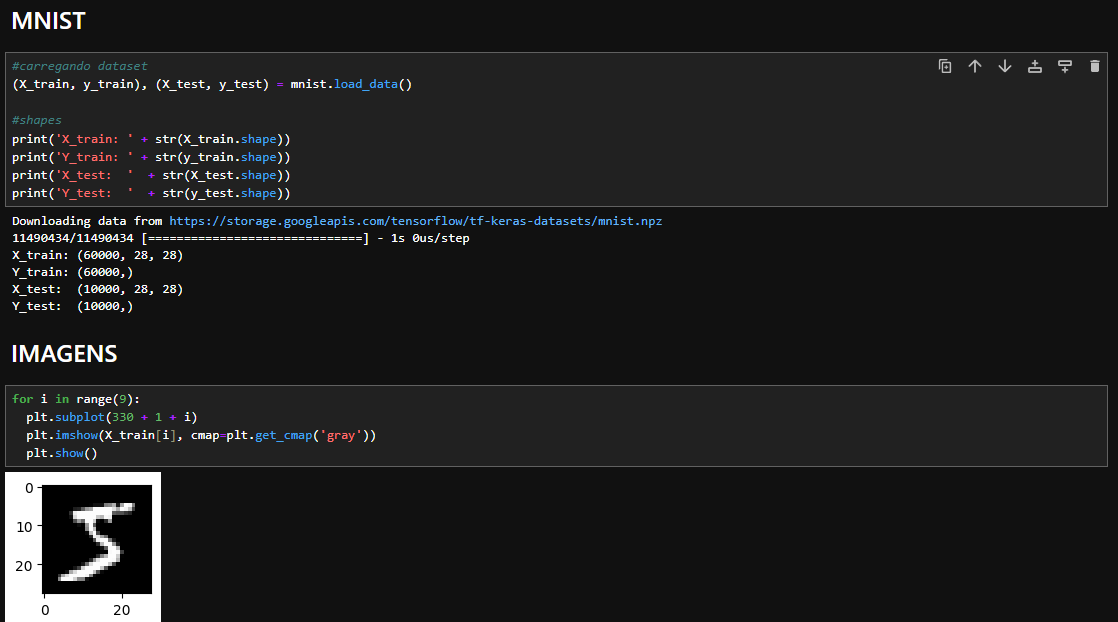 MNIST
#carregando dataset
(X_train, y_train), (X_test, y_test) = mnist.load_data()
#shapes
print('X_train: ' + str(X_train.shape))
print('Y_train: ' + str(y_train.shape))
print('X_test:  '  + str(X_test.shape))
print('Y_test:  '  + str(y_test.shape))
Downloading data from https://storage.googleapis.com/tensorflow/tf-keras-datasets/mnist.npz
11490434/11490434 [==============================] - 1s 0us/step
X_train: (60000, 28, 28)
Y_train: (60000,)
X_test:  (10000, 28, 28)
Y_test:  (10000,)
IMAGENS
for i in range(9):
  plt.subplot(330 + 1 + i)
  plt.imshow(X_train[i], cmap=plt.get_cmap('gray'))
  plt.show()
0
5
10
20
0 20